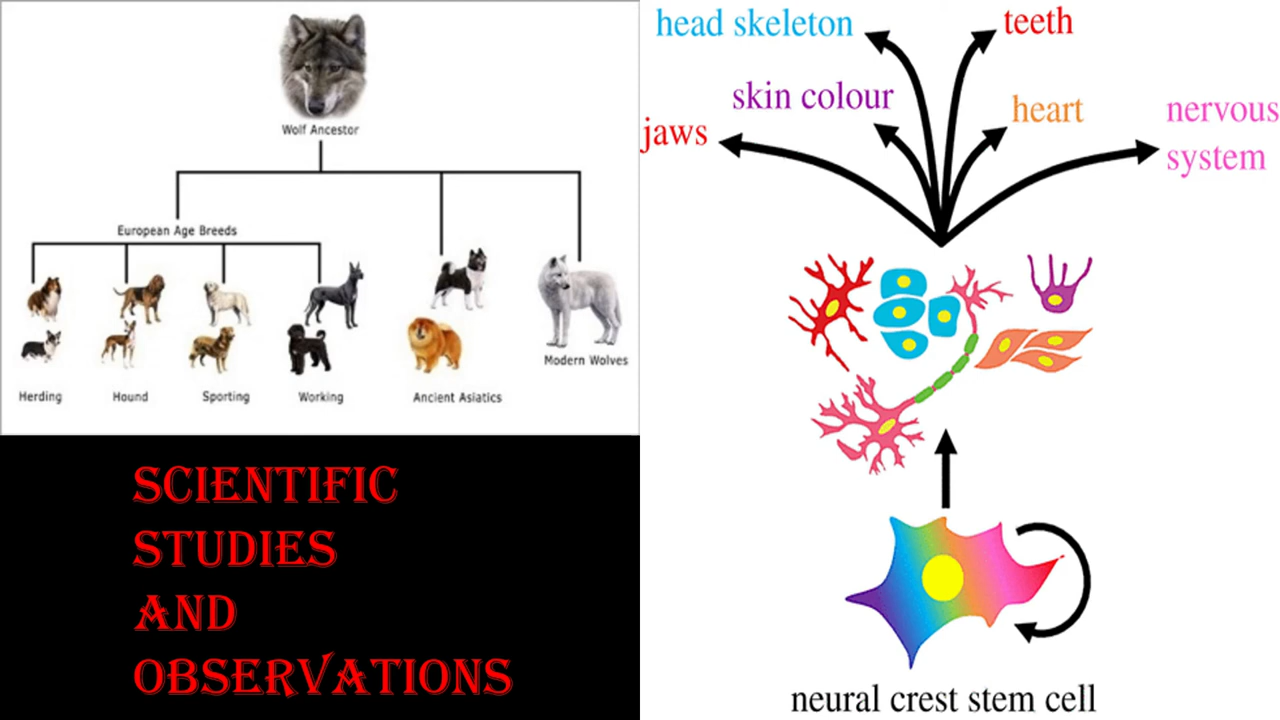 Wolf Ancestor
European Age Breeds
Modern Wolves
Herding
Hound
Sporting
Working
Ancient Asiatics
SCIENTIFIC
STUDIES
AND
OBSERVATIONS
head skeleton
teeth
skin colour
heart
jaws
nervous
system
neural crest stem cell